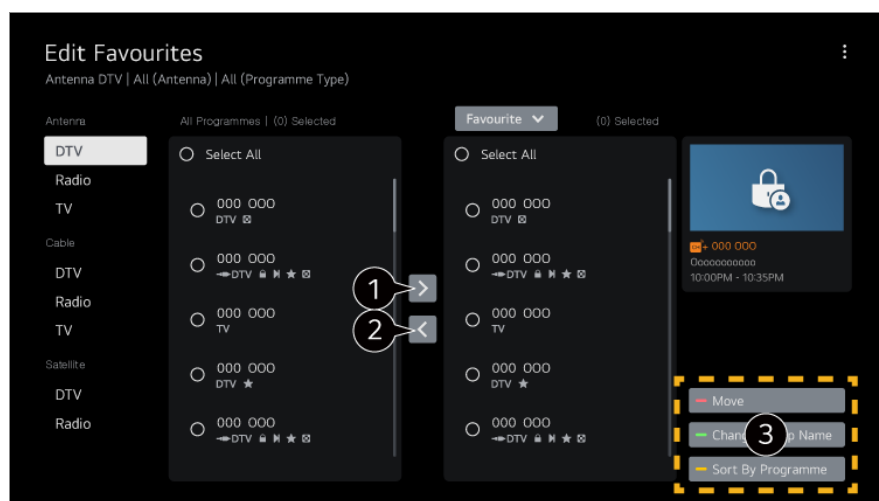 Edit Favourites
Antenna DTV | All (Antenna) | All (Programme Type)
Antenna
All Programmes | (0) Selected
Favourite
(0) Selected
DTV
Radio
TV
Cable
DTV
Radio
TV
Satellite
DTV
Radio
Select All
000 000
DTV
000 000
DTV
000 000
TV
000 000
DTV
000 000
DTV
1
2
Select All
000 000
DTV
000 000
DTV
000 000
TV
000 000
DTV
000 000
DTV
+ 000 000
Ooooooooooo
10:00PM - 10:35PM
Move
3
Name
Sort By Programme